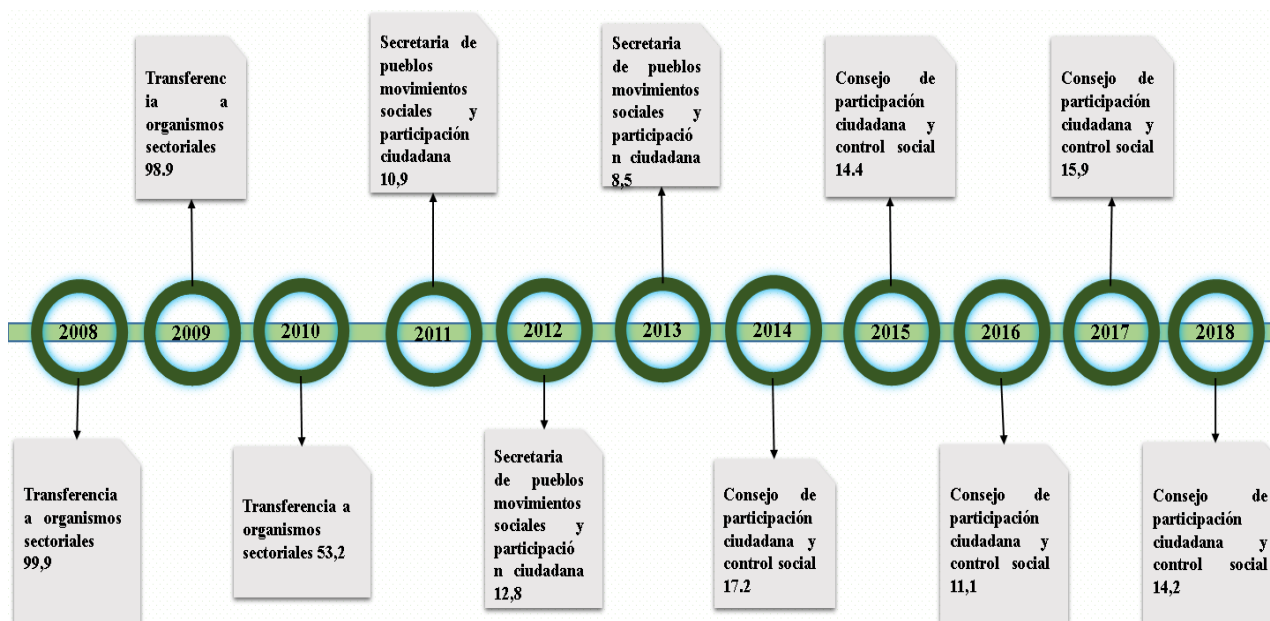 Transferenc
ia a
organismos
sectoriales
98.9
Secretaria de
pueblos
movimientos
sociales y
participación
ciudadana
10,9
Secretaria
de pueblos
movimientos
sociales y
participació
n ciudadana
8,5
Consejo de
participación
ciudadana y
control social
14.4
Consejo de
participación
ciudadana y
control social
15,9
2008
2009
2010
2011
2012
2013
2014
2015
2016
2017
2018
Transferencia
a organismos
sectoriales
99,9
Transferencia a
organismos
sectoriales 53,2
Secretaria
de pueblos
movimientos
sociales y
participació
n ciudadana
12,8
Consejo de
participación
ciudadana y
control social
17.2
Consejo de
participación
ciudadana y
control social
11,1
Consejo de
participación
ciudadana y
control social
14,2